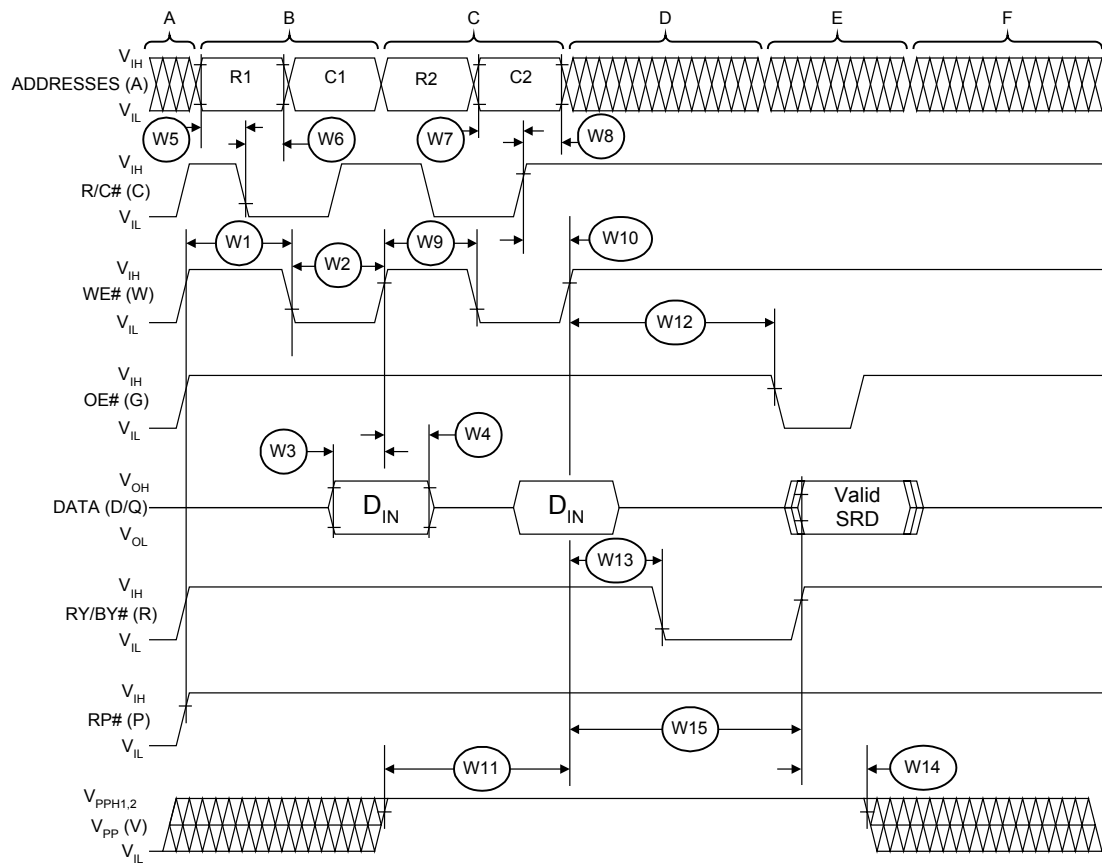 A B C D E F
V_IH
ADDRESSES (A) R1 C1 R2 C2
V_IL
W5 W6 W7 W8
V_IH
R/C# (C)
V_IL
W1 W2 W9 W10
V_IH
WE# (W)
V_IL
W12
V_IH
OE# (G)
V_IL
W3 W4
V_OH
DATA (D/Q) D_IN D_IN Valid
SRD
V_OL
W13
V_IH
RY/BY# (R)
V_IL
V_IH
RP# (P)
W15
V_IL
W11 W14
V_PPH1,2
V_PP (V)
V_IL